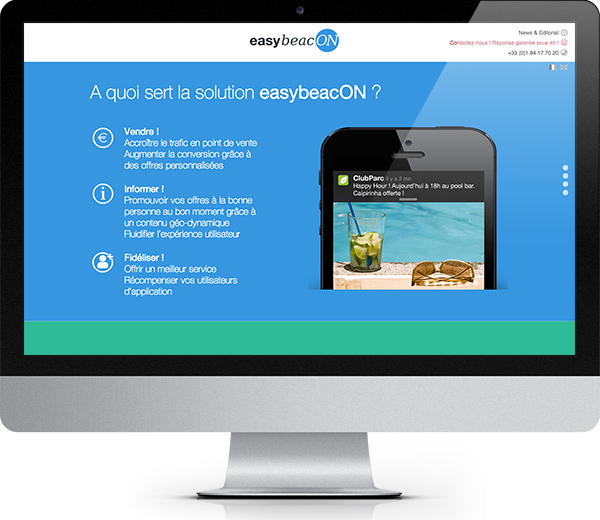 easybeacON
News & Editorial
Contactez-nous ! Réponse garantie sous 4h !
+33 (0)1.84.17.70.20
A quoi sert la solution easybeacON ?
Vendre !
Accroître le trafic en point de vente
Augmenter la conversion grâce à
des offres personnalisées
Informer !
Promouvoir vos offres à la bonne
personne au bon moment grâce à
un contenu géo-dynamique
Fluidifier l'expérience utilisateur
Fidéliser !
Offrir un meilleur service
Récompenser vos utilisateurs
d'application
ClubParc il y a 2 mn
Happy Hour ! Aujourd'hui à 18h au pool bar.
Caipirinha offerte !